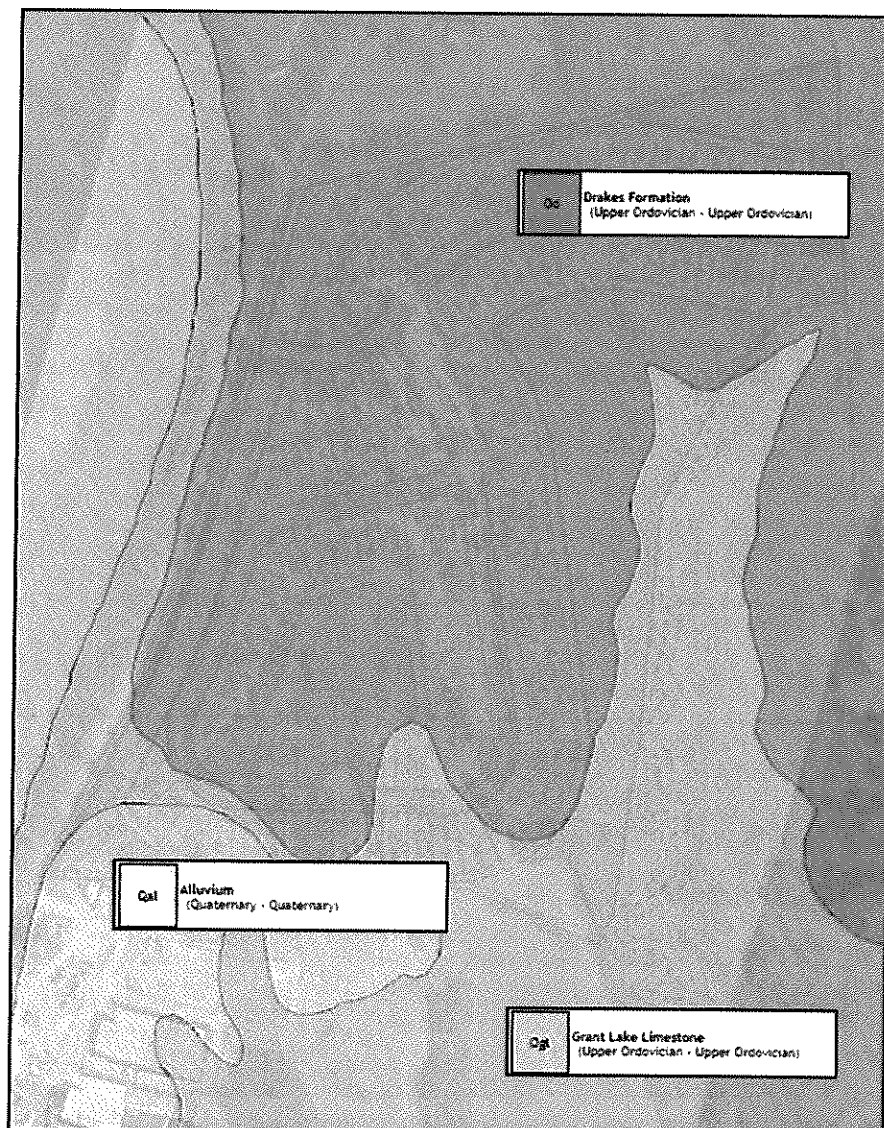 Od
Drakes Formation
(Upper Ordovician - Upper Ordovician)
Qal
Alluvium
(Quaternary - Quaternary)
Ogl
Grant Lake Limestone
(Upper Ordovician - Upper Ordovician)